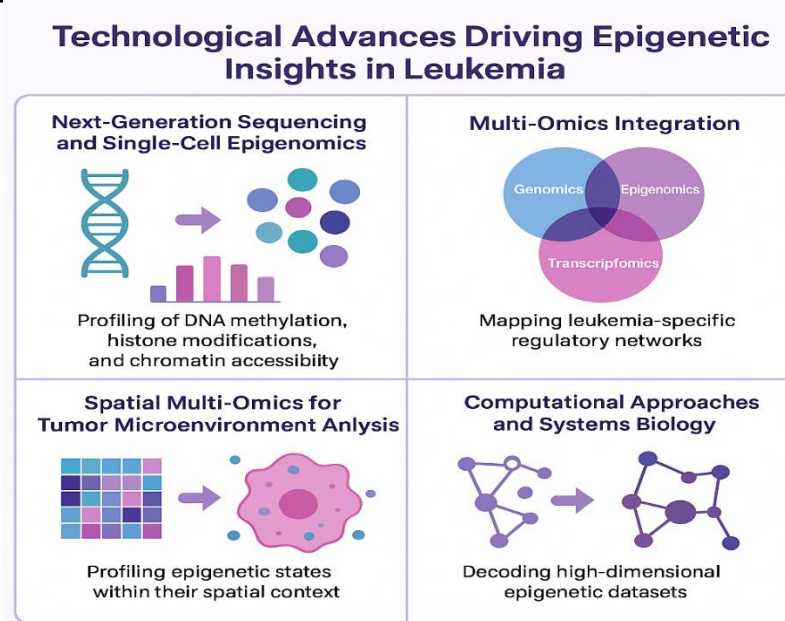 Technological Advances Driving Epigenetic
Insights in Leukemia
Next-Generation Sequencing
and Single-Cell Epigenomics
Profiling of DNA methylation,
histone modifications,
and chromatin accessibiity
Multi-Omics Integration
Genomics
Epigenomics
Transcripfomics
Mapping leukemia-specific
regulatory networks
Spatial Multi-Omics for
Tumor Microenvironment Anlysis
Profiling epigenetic states
within their spatial context
Computational Approaches
and Systems Biology
Decoding high-dimensional
epigenetic datasets